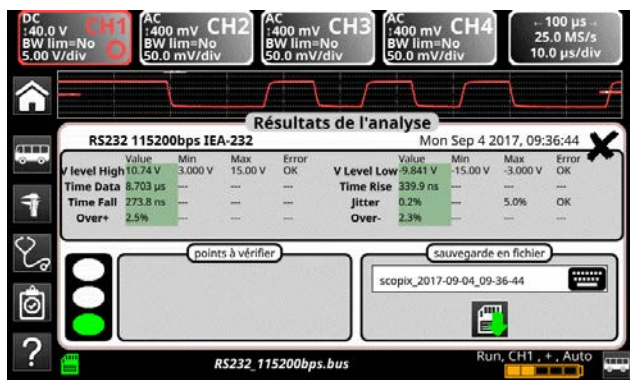 DC
↕40.0 V CH1
BW lim=No
5.00 V/div
AC
↕400 mV CH2
BW lim=No
50.0 mV/div
AC
↕400 mV CH3
BW lim=No
50.0 mV/div
AC
↕400 mV CH4
BW lim=No
50.0 mV/div
←100 µs→
25.0 MS/s
10.0 µs/div
Résultats de l'analyse
RS232 115200bps IEA-232 Mon Sep 4 2017, 09:36:44
Value Min Max Error Value Min Max Error
V level High 10.74 V 3.000 V 15.00 V OK V Level Low -9.841 V -15.00 V -3.000 V OK
Time Data 8.703 µs --- --- --- Time Rise 339.9 ns --- --- ---
Time Fall 273.8 ns --- --- --- Jitter 0.2% --- 5.0% OK
Over+ 2.5% --- --- --- Over- 2.3% --- --- ---
points à vérifier
sauvegarde en fichier
scopix_2017-09-04_09-36-44
?
RS232_115200bps.bus
Run, CH1 , + , Auto